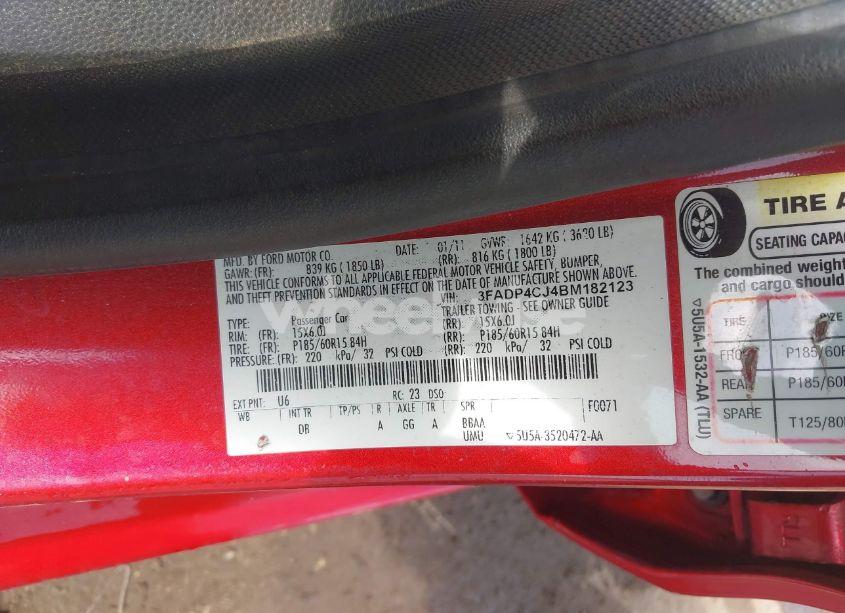 MFD. BY FORD MOTOR CO.
DATE: 01/11 GVWR: 1642 KG ( 3620 LB)
GAWR: (FR): 839 KG ( 1850 LB) (RR): 816 KG ( 1800 LB)
THIS VEHICLE CONFORMS TO ALL APPLICABLE FEDERAL MOTOR VEHICLE SAFETY, BUMPER,
AND THEFT PREVENTION STANDARDS IN EFFECT ON THE DATE OF MANUFACTURE SHOWN ABOVE.
VIN: 3FADP4CJ4BM182123
TYPE: Passenger Car TRAILER TOWING - SEE OWNER GUIDE
RIM: (FR): 15X6.0J (RR): 15X6.0J
TIRE: (FR): P185/60R15 84H (RR): P185/60R15 84H
PRESSURE: (FR): 220 kPa/ 32 PSI COLD (RR): 220 kPa/ 32 PSI COLD
EXT PNT: U6 RC: 23 DSO:
WB INT TR TP/PS R AXLE TR SPR F0071
DB A GG A BBAA
UMU ▽5U5A-3520472-AA
TIRE A
SEATING CAPAC
The combined weight
and cargo should
▽5U5A-1532-AA (TLU)
TIRE SIZE
FRONT P185/60R
REAR P185/60R
SPARE T125/80